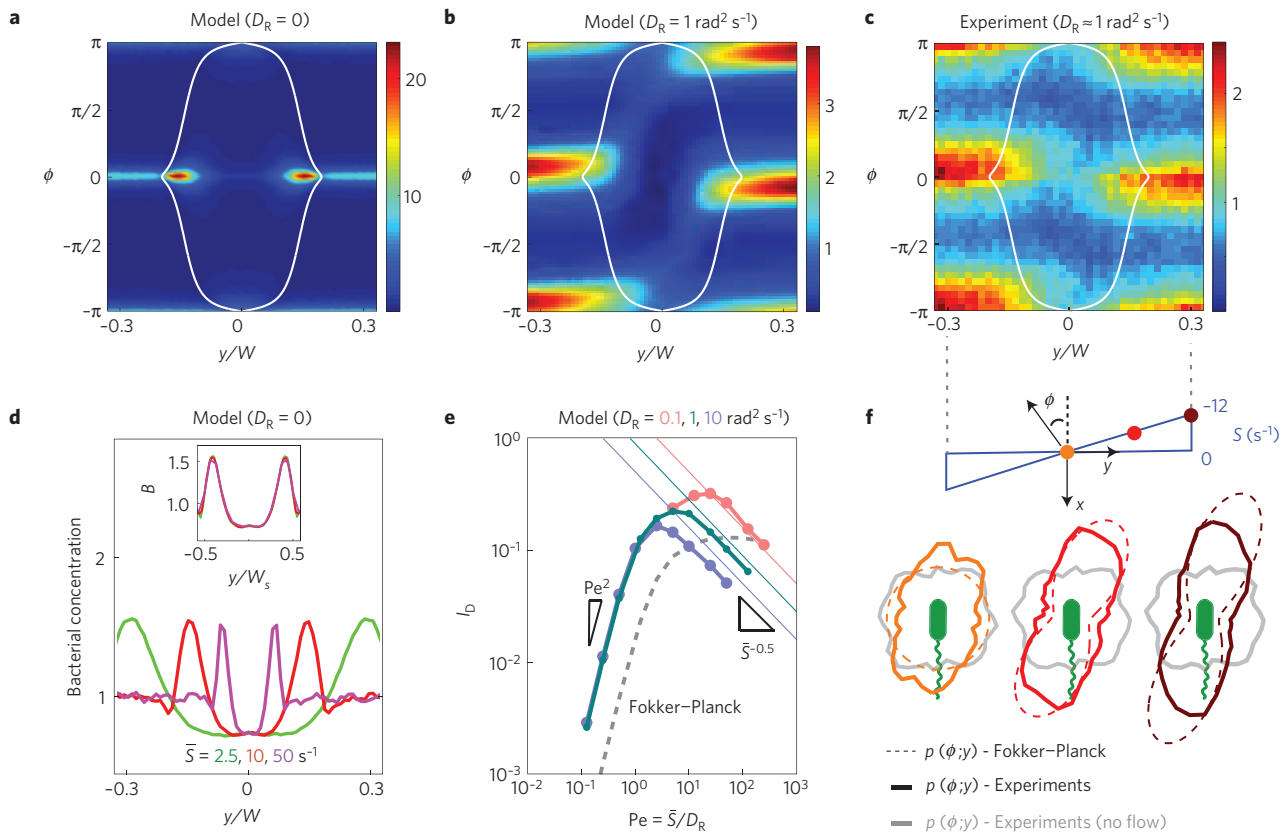 a
Model (D_R = 0)
π
π/2
ϕ
0
−π/2
−π
−0.3
0
0.3
y/W
20
10
b
Model (D_R = 1 rad² s⁻¹)
π
π/2
ϕ
0
−π/2
−π
−0.3
0
0.3
y/W
3
2
1
c
Experiment (D_R ≈ 1 rad² s⁻¹)
π
π/2
ϕ
0
−π/2
−π
−0.3
0
0.3
y/W
2
1
d
Model (D_R = 0)
Bacterial concentration
2
1
B
1.5
1.0
−0.5
0
0.5
y/W_s
S̄ = 2.5, 10, 50 s⁻¹
−0.3
0
0.3
y/W
e
Model (D_R = 0.1, 1, 10 rad² s⁻¹)
10⁰
10⁻¹
I_D
10⁻²
10⁻³
Pe²
S̄⁻⁰·⁵
Fokker–Planck
10⁻¹
10⁰
10¹
10²
10³
Pe = S̄/D_R
f
ϕ
−12
S (s⁻¹)
0
y
x
p (ϕ;y) - Fokker–Planck
p (ϕ;y) - Experiments
p (ϕ;y) - Experiments (no flow)